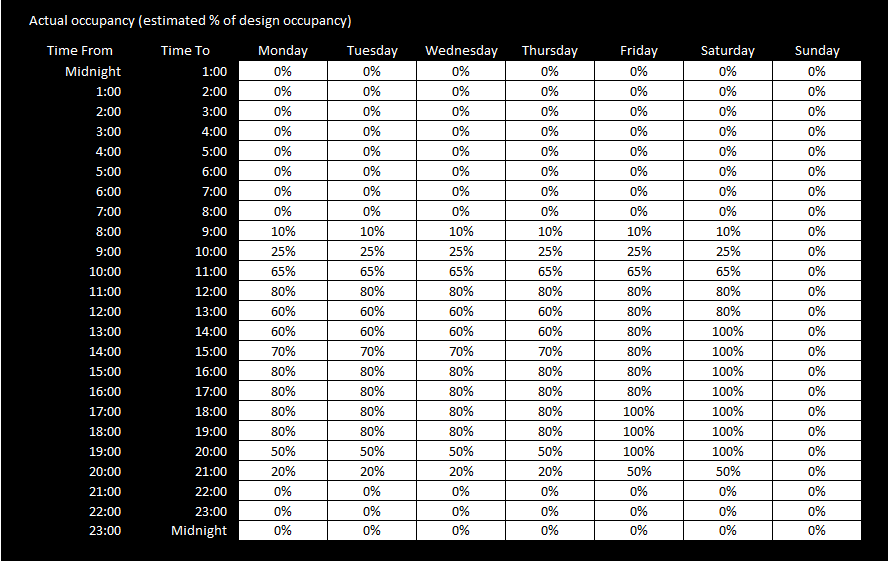 Actual occupancy (estimated % of design occupancy)
Time From Time To Monday Tuesday Wednesday Thursday Friday Saturday Sunday
Midnight 1:00 0% 0% 0% 0% 0% 0% 0%
1:00 2:00 0% 0% 0% 0% 0% 0% 0%
2:00 3:00 0% 0% 0% 0% 0% 0% 0%
3:00 4:00 0% 0% 0% 0% 0% 0% 0%
4:00 5:00 0% 0% 0% 0% 0% 0% 0%
5:00 6:00 0% 0% 0% 0% 0% 0% 0%
6:00 7:00 0% 0% 0% 0% 0% 0% 0%
7:00 8:00 0% 0% 0% 0% 0% 0% 0%
8:00 9:00 10% 10% 10% 10% 10% 10% 0%
9:00 10:00 25% 25% 25% 25% 25% 25% 0%
10:00 11:00 65% 65% 65% 65% 65% 65% 0%
11:00 12:00 80% 80% 80% 80% 80% 80% 0%
12:00 13:00 60% 60% 60% 60% 80% 80% 0%
13:00 14:00 60% 60% 60% 60% 80% 100% 0%
14:00 15:00 70% 70% 70% 70% 80% 100% 0%
15:00 16:00 80% 80% 80% 80% 80% 100% 0%
16:00 17:00 80% 80% 80% 80% 80% 100% 0%
17:00 18:00 80% 80% 80% 80% 100% 100% 0%
18:00 19:00 80% 80% 80% 80% 100% 100% 0%
19:00 20:00 50% 50% 50% 50% 100% 100% 0%
20:00 21:00 20% 20% 20% 20% 50% 50% 0%
21:00 22:00 0% 0% 0% 0% 0% 0% 0%
22:00 23:00 0% 0% 0% 0% 0% 0% 0%
23:00 Midnight 0% 0% 0% 0% 0% 0% 0%